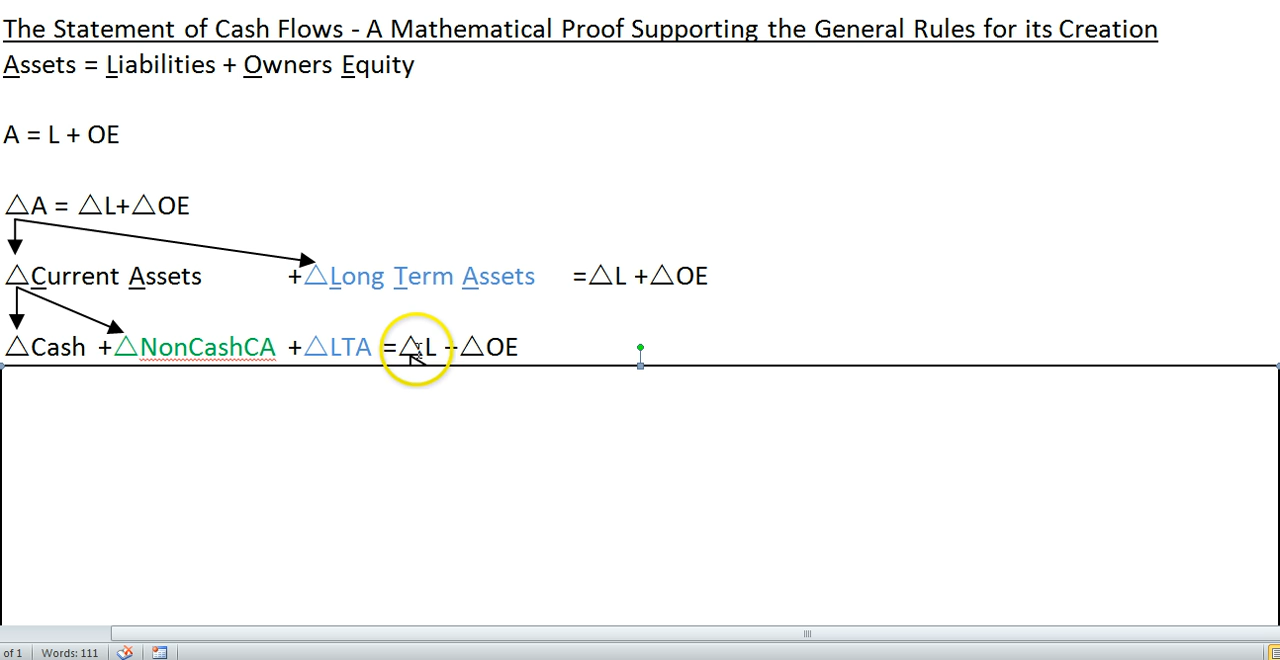 The Statement of Cash Flows - A Mathematical Proof Supporting the General Rules for its Creation
Assets = Liabilities + Owners Equity
A = L + OE
△A = △L+△OE
△Current Assets +△Long Term Assets =△L +△OE
△Cash +△NonCashCA +△LTA =△L +△OE
of 1 Words: 111